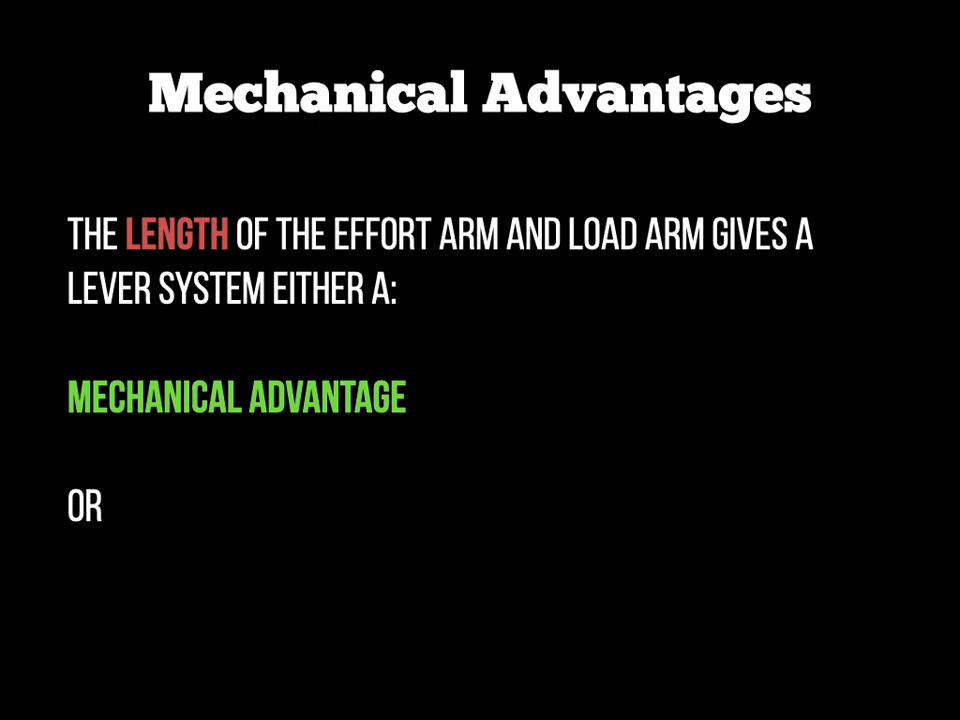 Mechanical Advantages
THE LENGTH OF THE EFFORT ARM AND LOAD ARM GIVES A
LEVER SYSTEM EITHER A:
MECHANICAL ADVANTAGE
OR